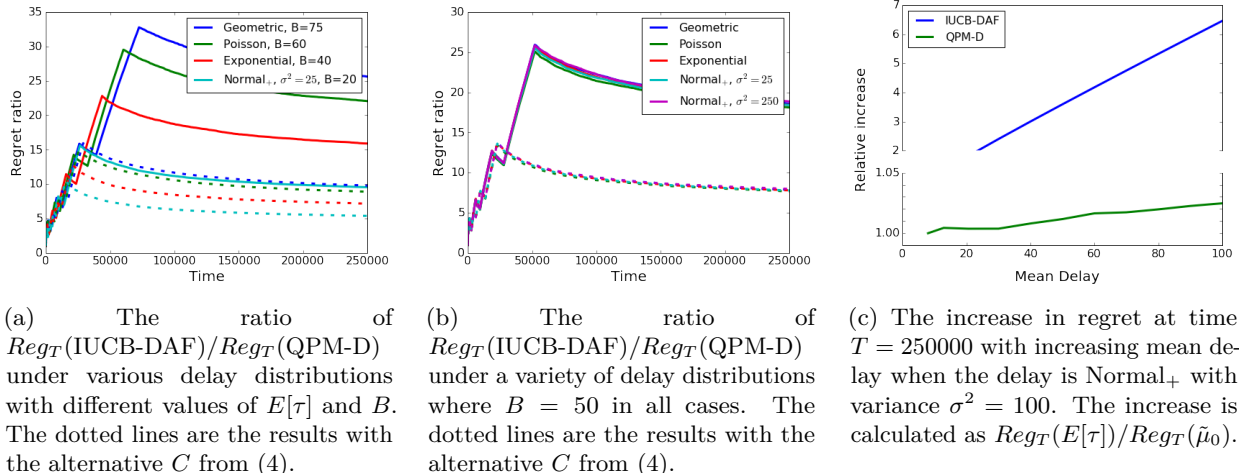 35
30
25
20
15
10
5
0
Regret ratio
Geometric, B=75
Poisson, B=60
Exponential, B=40
Normal₊, σ² = 25, B=20
0 50000 100000 150000 200000 250000
Time
35
30
25
20
15
10
5
0
Regret ratio
Geometric
Poisson
Exponential
Normal₊, σ² = 25
Normal₊, σ² = 250
0 50000 100000 150000 200000 250000
Time
7
6
5
4
3
2
1.05
1.00
Relative increase
IUCB-DAF
QPM-D
0 20 40 60 80 100
Mean Delay
(a) The ratio of
Reg_T(IUCB-DAF)/Reg_T(QPM-D)
under various delay distributions
with different values of E[τ] and B.
The dotted lines are the results with
the alternative C from (4).
(b) The ratio of
Reg_T(IUCB-DAF)/Reg_T(QPM-D)
under a variety of delay distributions
where B = 50 in all cases. The
dotted lines are the results with the
alternative C from (4).
(c) The increase in regret at time
T = 250000 with increasing mean de-
lay when the delay is Normal₊ with
variance σ² = 100. The increase is
calculated as Reg_T(E[τ])/Reg_T(μ̃₀).